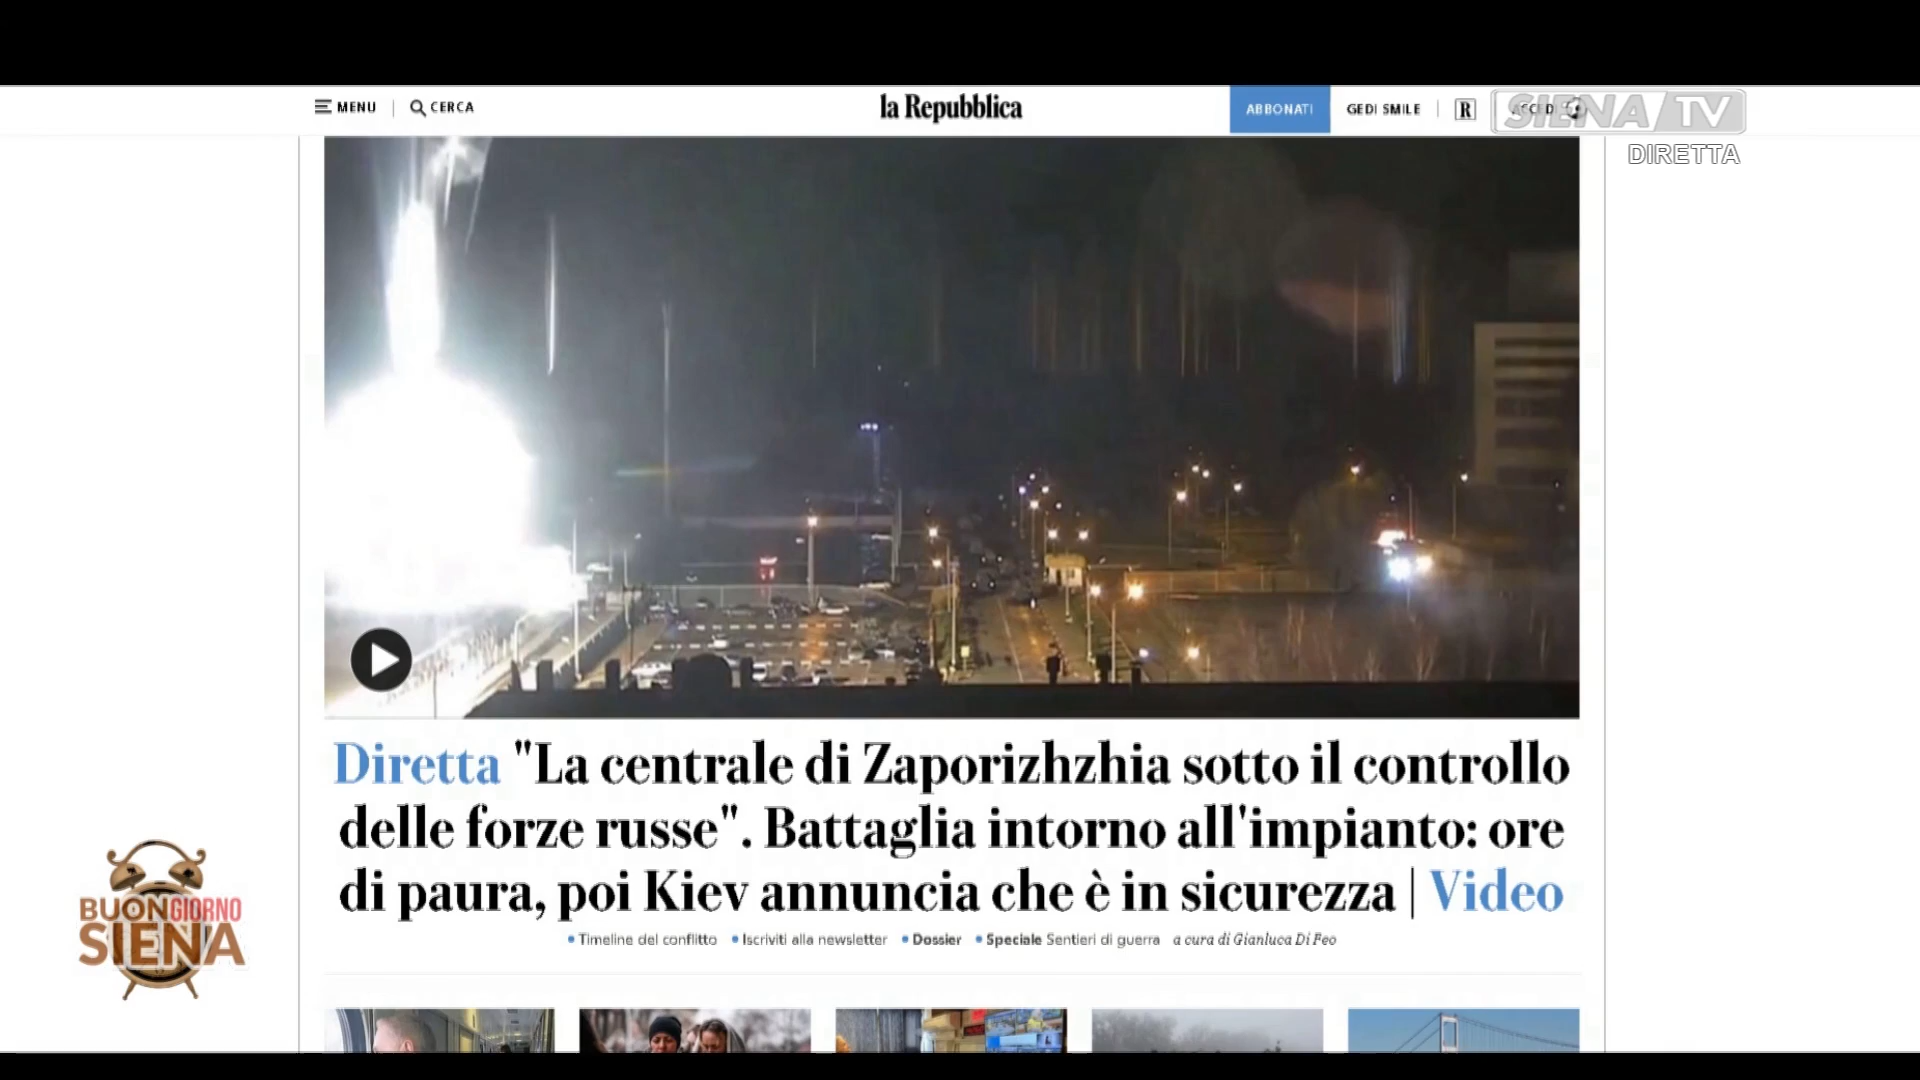 MENU
CERCA
la Repubblica
ABBONATI
GEDI SMILE
R
ACCEDI
SIENA TV
DIRETTA
Diretta "La centrale di Zaporizhzhia sotto il controllo
delle forze russe". Battaglia intorno all'impianto: ore
di paura, poi Kiev annuncia che è in sicurezza | Video
• Timeline del conflitto • Iscriviti alla newsletter • Dossier • Speciale Sentieri di guerra a cura di Gianluca Di Feo
BUONGIORNO
SIENA